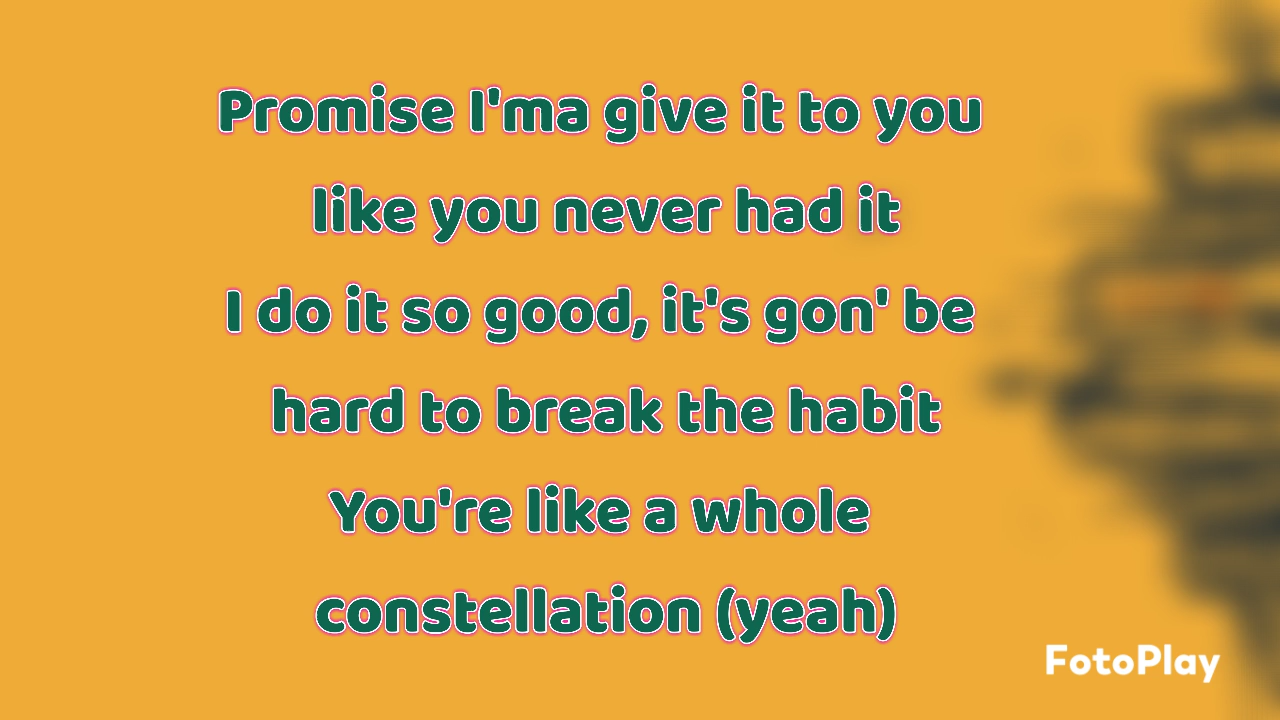 Promise I'ma give it to you
like you never had it
I do it so good, it's gon' be
hard to break the habit
You're like a whole
constellation (yeah)
FotoPlay